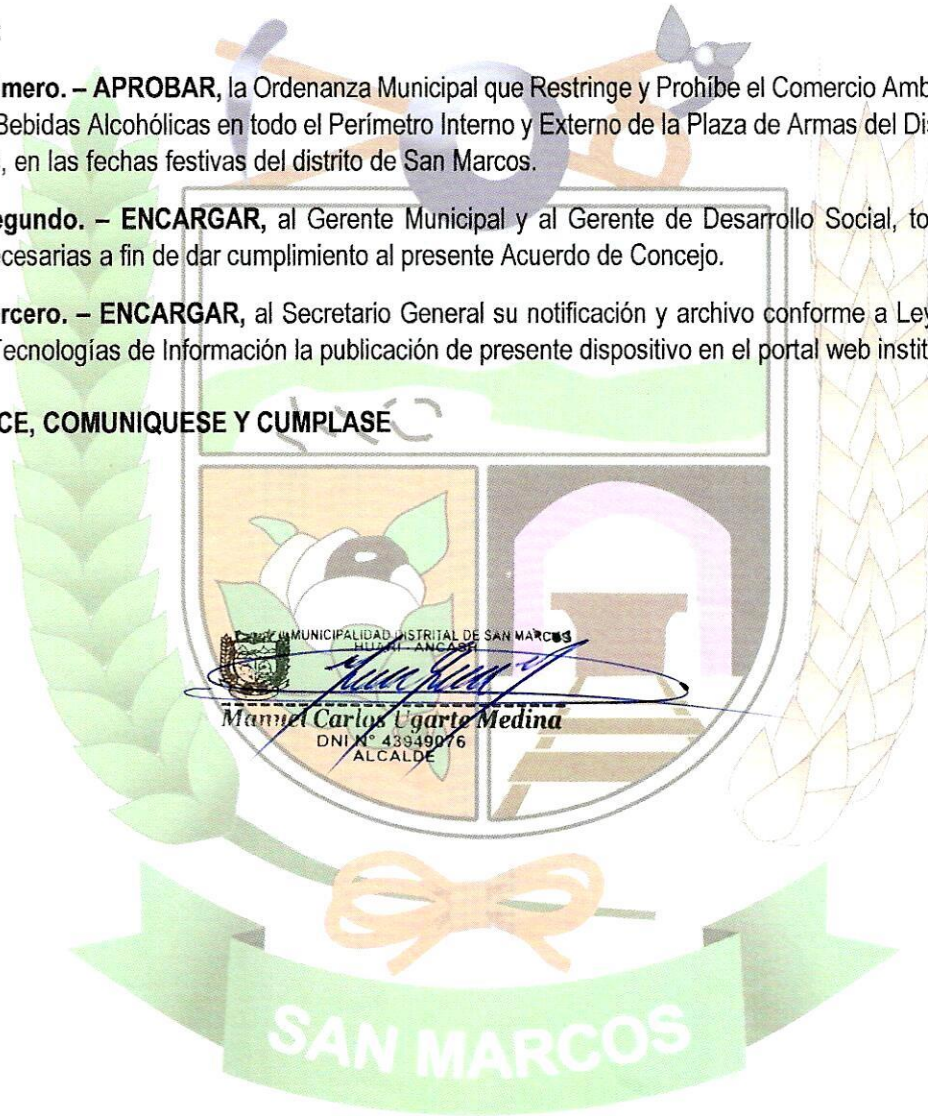 :
mero. – APROBAR, la Ordenanza Municipal que Restringe y Prohíbe el Comercio Amb
Bebidas Alcohólicas en todo el Perímetro Interno y Externo de la Plaza de Armas del Dis
, en las fechas festivas del distrito de San Marcos.
egundo. – ENCARGAR, al Gerente Municipal y al Gerente de Desarrollo Social, to
cesarias a fin de dar cumplimiento al presente Acuerdo de Concejo.
rcero. – ENCARGAR, al Secretario General su notificación y archivo conforme a Ley
Tecnologías de Información la publicación de presente dispositivo en el portal web instit
CE, COMUNIQUESE Y CUMPLASE
MUNICIPALIDAD DISTRITAL DE SAN MARCOS
HUARI - ANCASH
Manuel Carlos Ugarte Medina
DNI N° 43949076
ALCALDE
SAN MARCOS